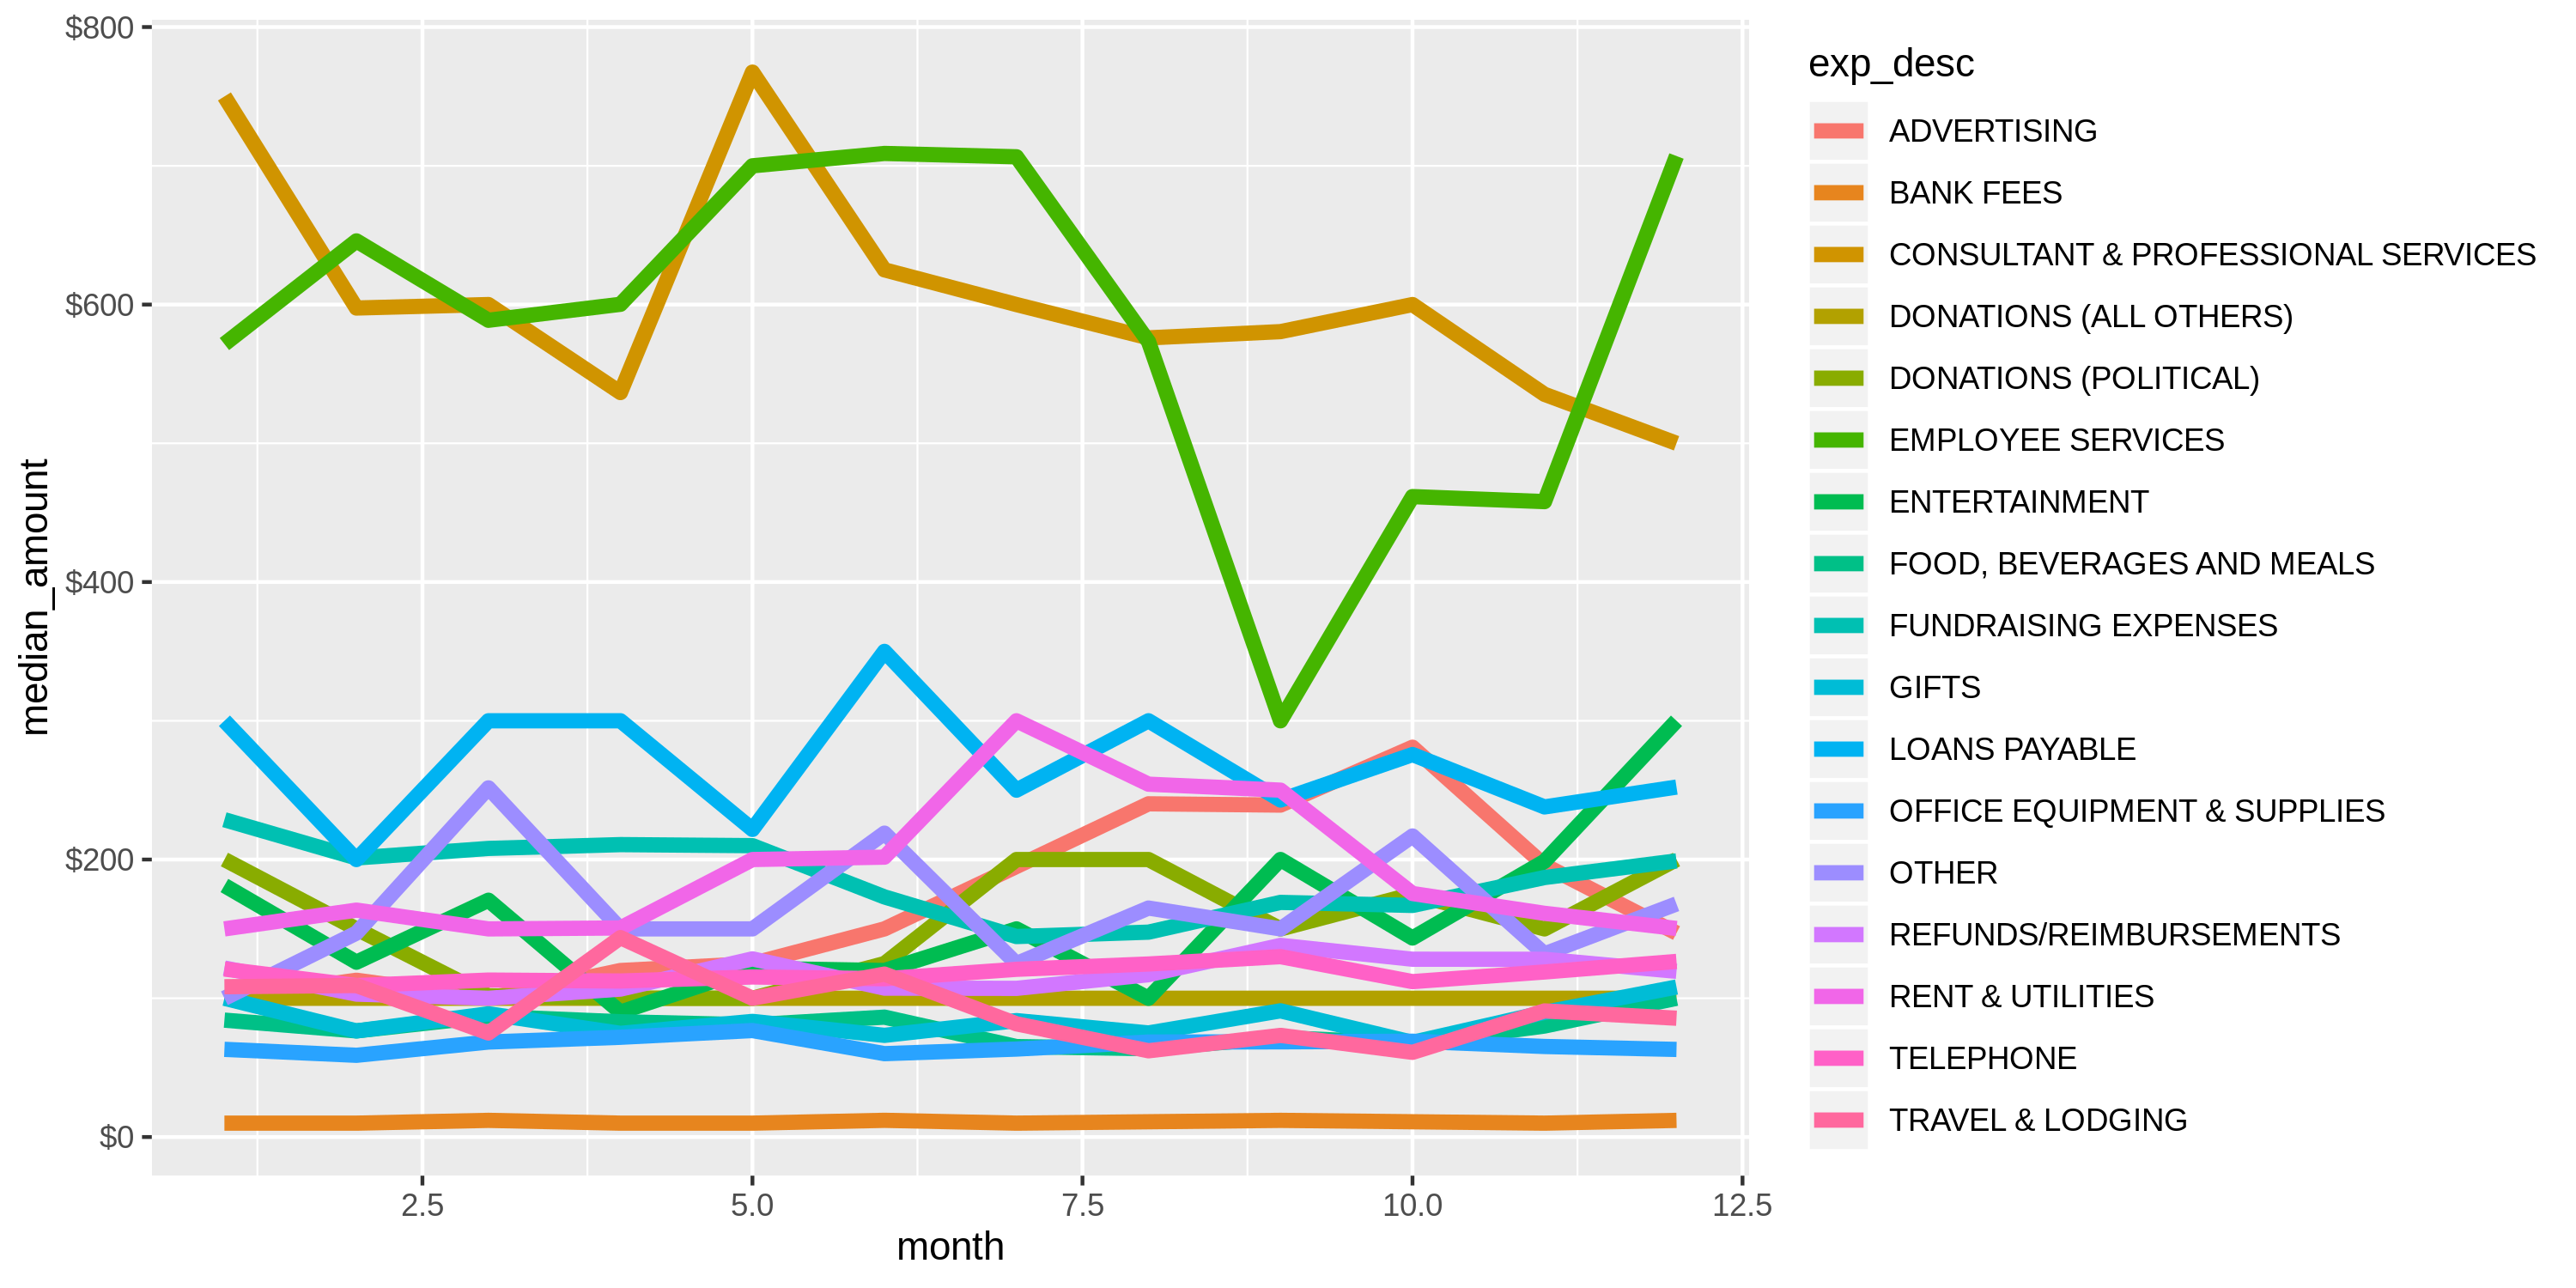 $800
$600
$400
$200
$0
median_amount
2.5 5.0 7.5 10.0 12.5
month
exp_desc
ADVERTISING
BANK FEES
CONSULTANT & PROFESSIONAL SERVICES
DONATIONS (ALL OTHERS)
DONATIONS (POLITICAL)
EMPLOYEE SERVICES
ENTERTAINMENT
FOOD, BEVERAGES AND MEALS
FUNDRAISING EXPENSES
GIFTS
LOANS PAYABLE
OFFICE EQUIPMENT & SUPPLIES
OTHER
REFUNDS/REIMBURSEMENTS
RENT & UTILITIES
TELEPHONE
TRAVEL & LODGING